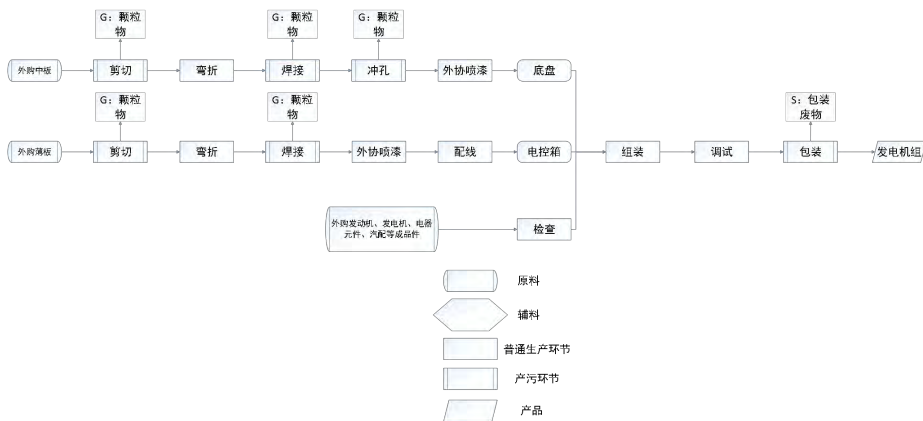 G：颗粒
物
G：颗粒
物
G：颗粒
物
外购中板
剪切
弯折
焊接
冲孔
外协喷漆
底盘
G：颗粒
物
G：颗粒
物
S：包装
废物
外购薄板
剪切
弯折
焊接
外协喷漆
配线
电控箱
组装
调试
包装
发电机组
外购发动机、发电机、电器
元件、汽配等成品件
检查
原料
辅料
普通生产环节
产污环节
产品